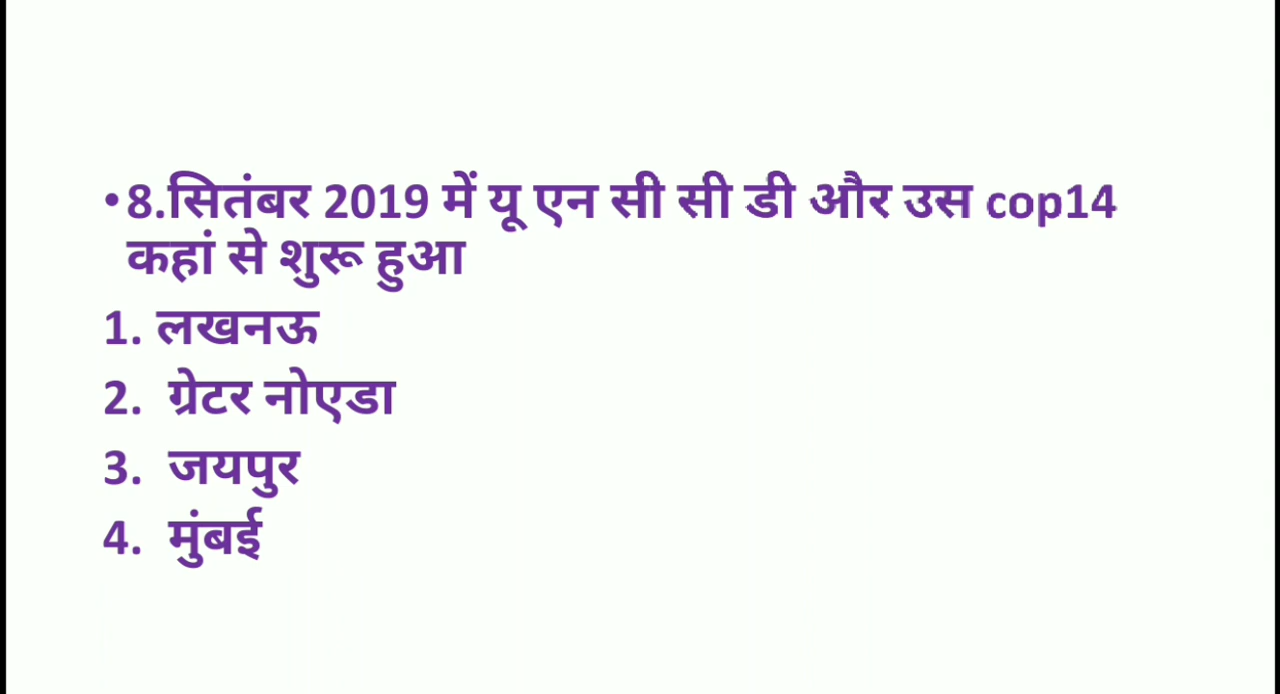 •8.सितंबर 2019 में यू एन सी सी डी और उस cop14
कहां से शुरू हुआ
1. लखनऊ
2. ग्रेटर नोएडा
3. जयपुर
4. मुंबई